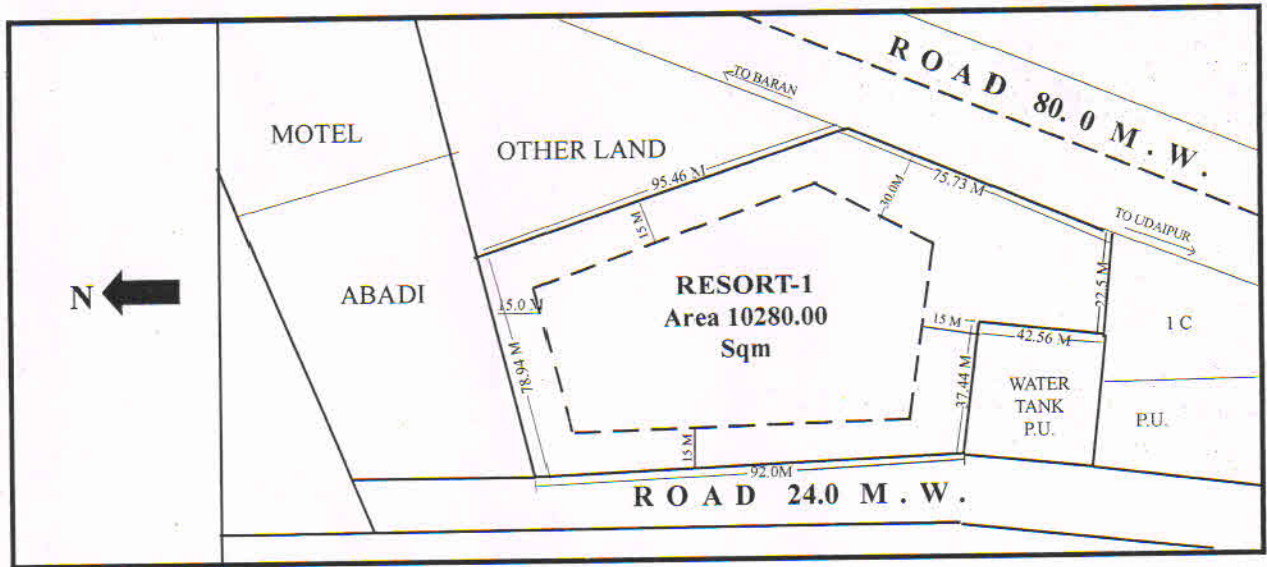 ROAD 80.0 M.W.
TO BARAN
MOTEL
OTHER LAND
95.46 M
75.73 M
30.0M
15 M
TO UDAIPUR
N
ABADI
RESORT-1
Area 10280.00
Sqm
15.0 M
78.94 M
22.5 M
15 M
42.56 M
1 C
37.44 M
WATER
TANK
P.U.
P.U.
15 M
92.0M
ROAD 24.0 M.W.